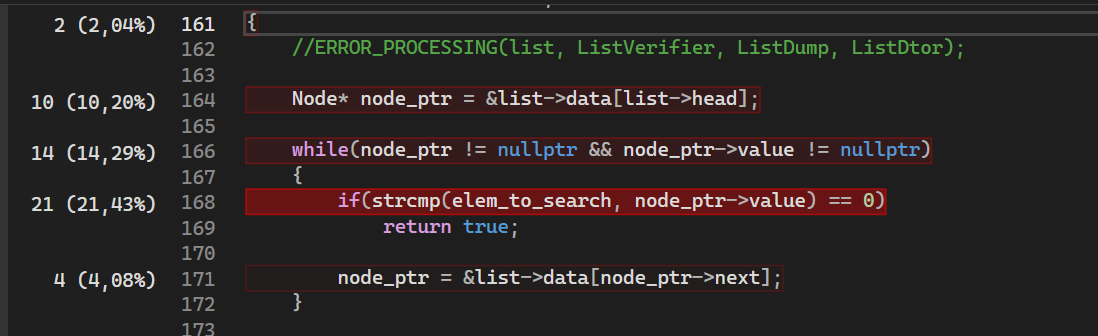 2 (2,04%) 161 {
162 //ERROR_PROCESSING(list, ListVerifier, ListDump, ListDtor);
163
10 (10,20%) 164 Node* node_ptr = &list->data[list->head];
165
14 (14,29%) 166 while(node_ptr != nullptr && node_ptr->value != nullptr)
167 {
21 (21,43%) 168 if(strcmp(elem_to_search, node_ptr->value) == 0)
169 return true;
170
4 (4,08%) 171 node_ptr = &list->data[node_ptr->next];
172 }
173